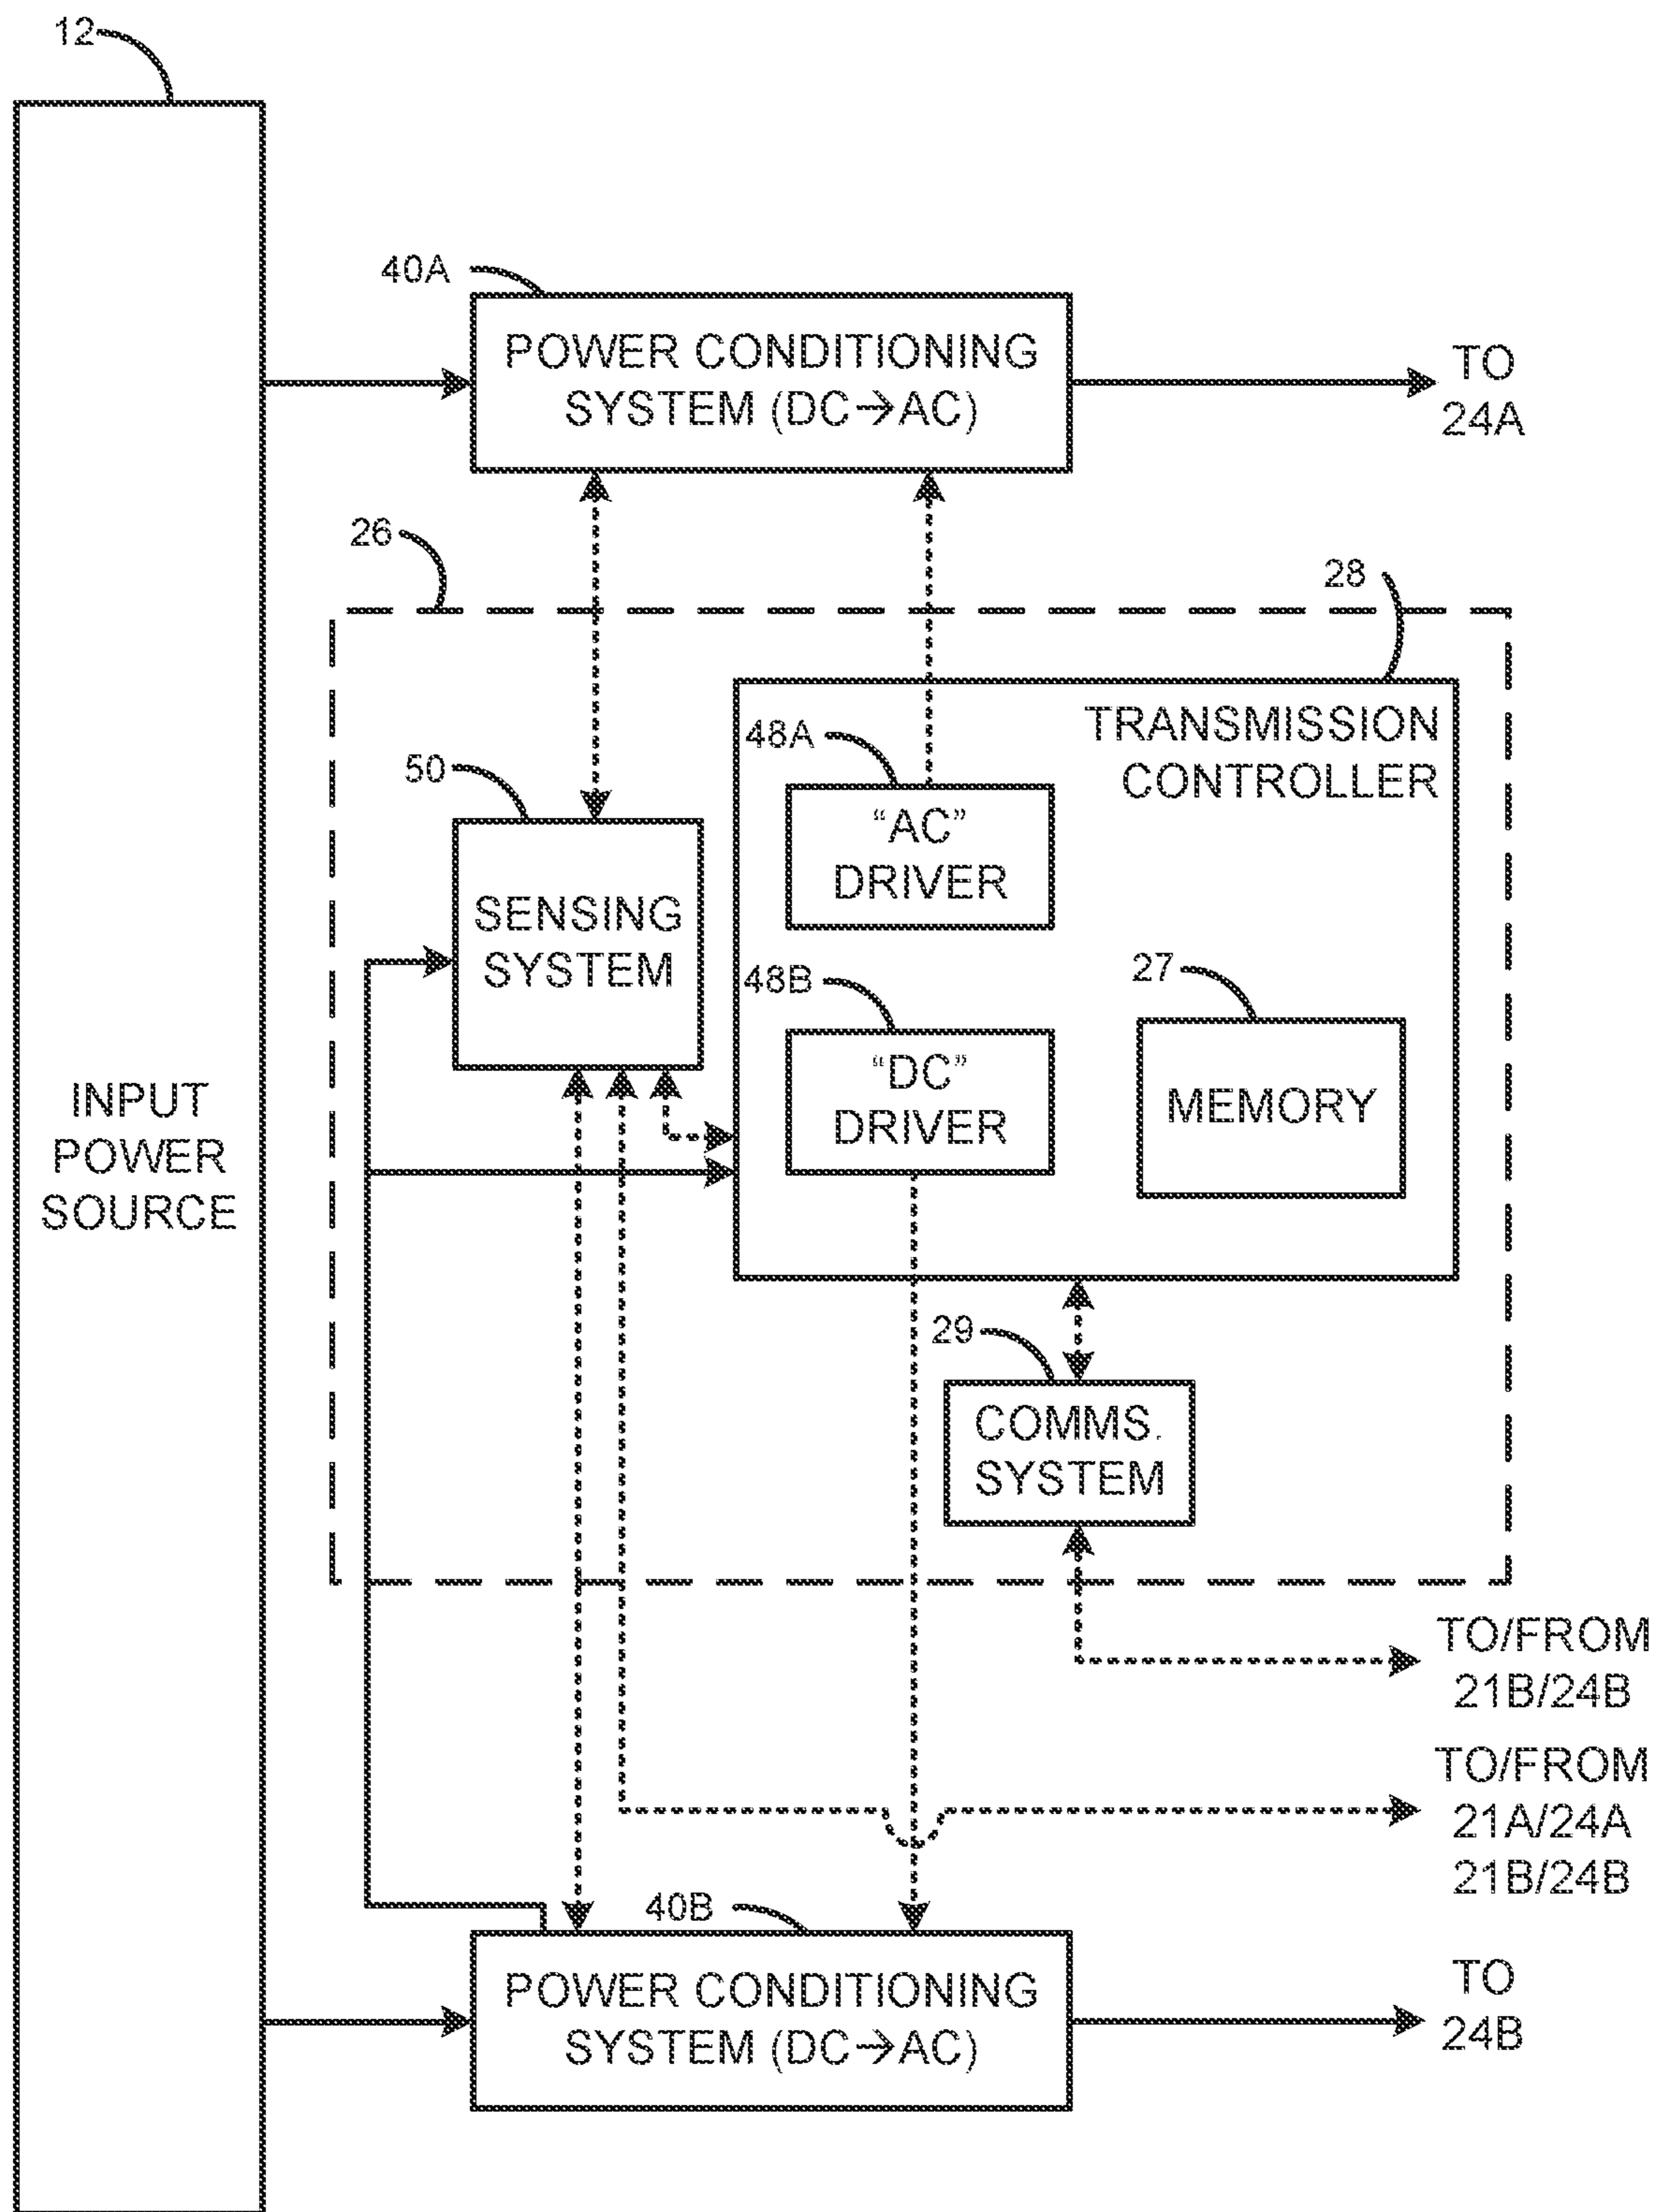 12
40A
POWER CONDITIONING
SYSTEM (DC→AC)
TO
24A
26
28
TRANSMISSION
CONTROLLER
48A
“AC”
DRIVER
50
SENSING
SYSTEM
48B
“DC”
DRIVER
27
MEMORY
INPUT
POWER
SOURCE
29
COMMS.
SYSTEM
TO/FROM
21B/24B
TO/FROM
21A/24A
21B/24B
40B
POWER CONDITIONING
SYSTEM (DC→AC)
TO
24B